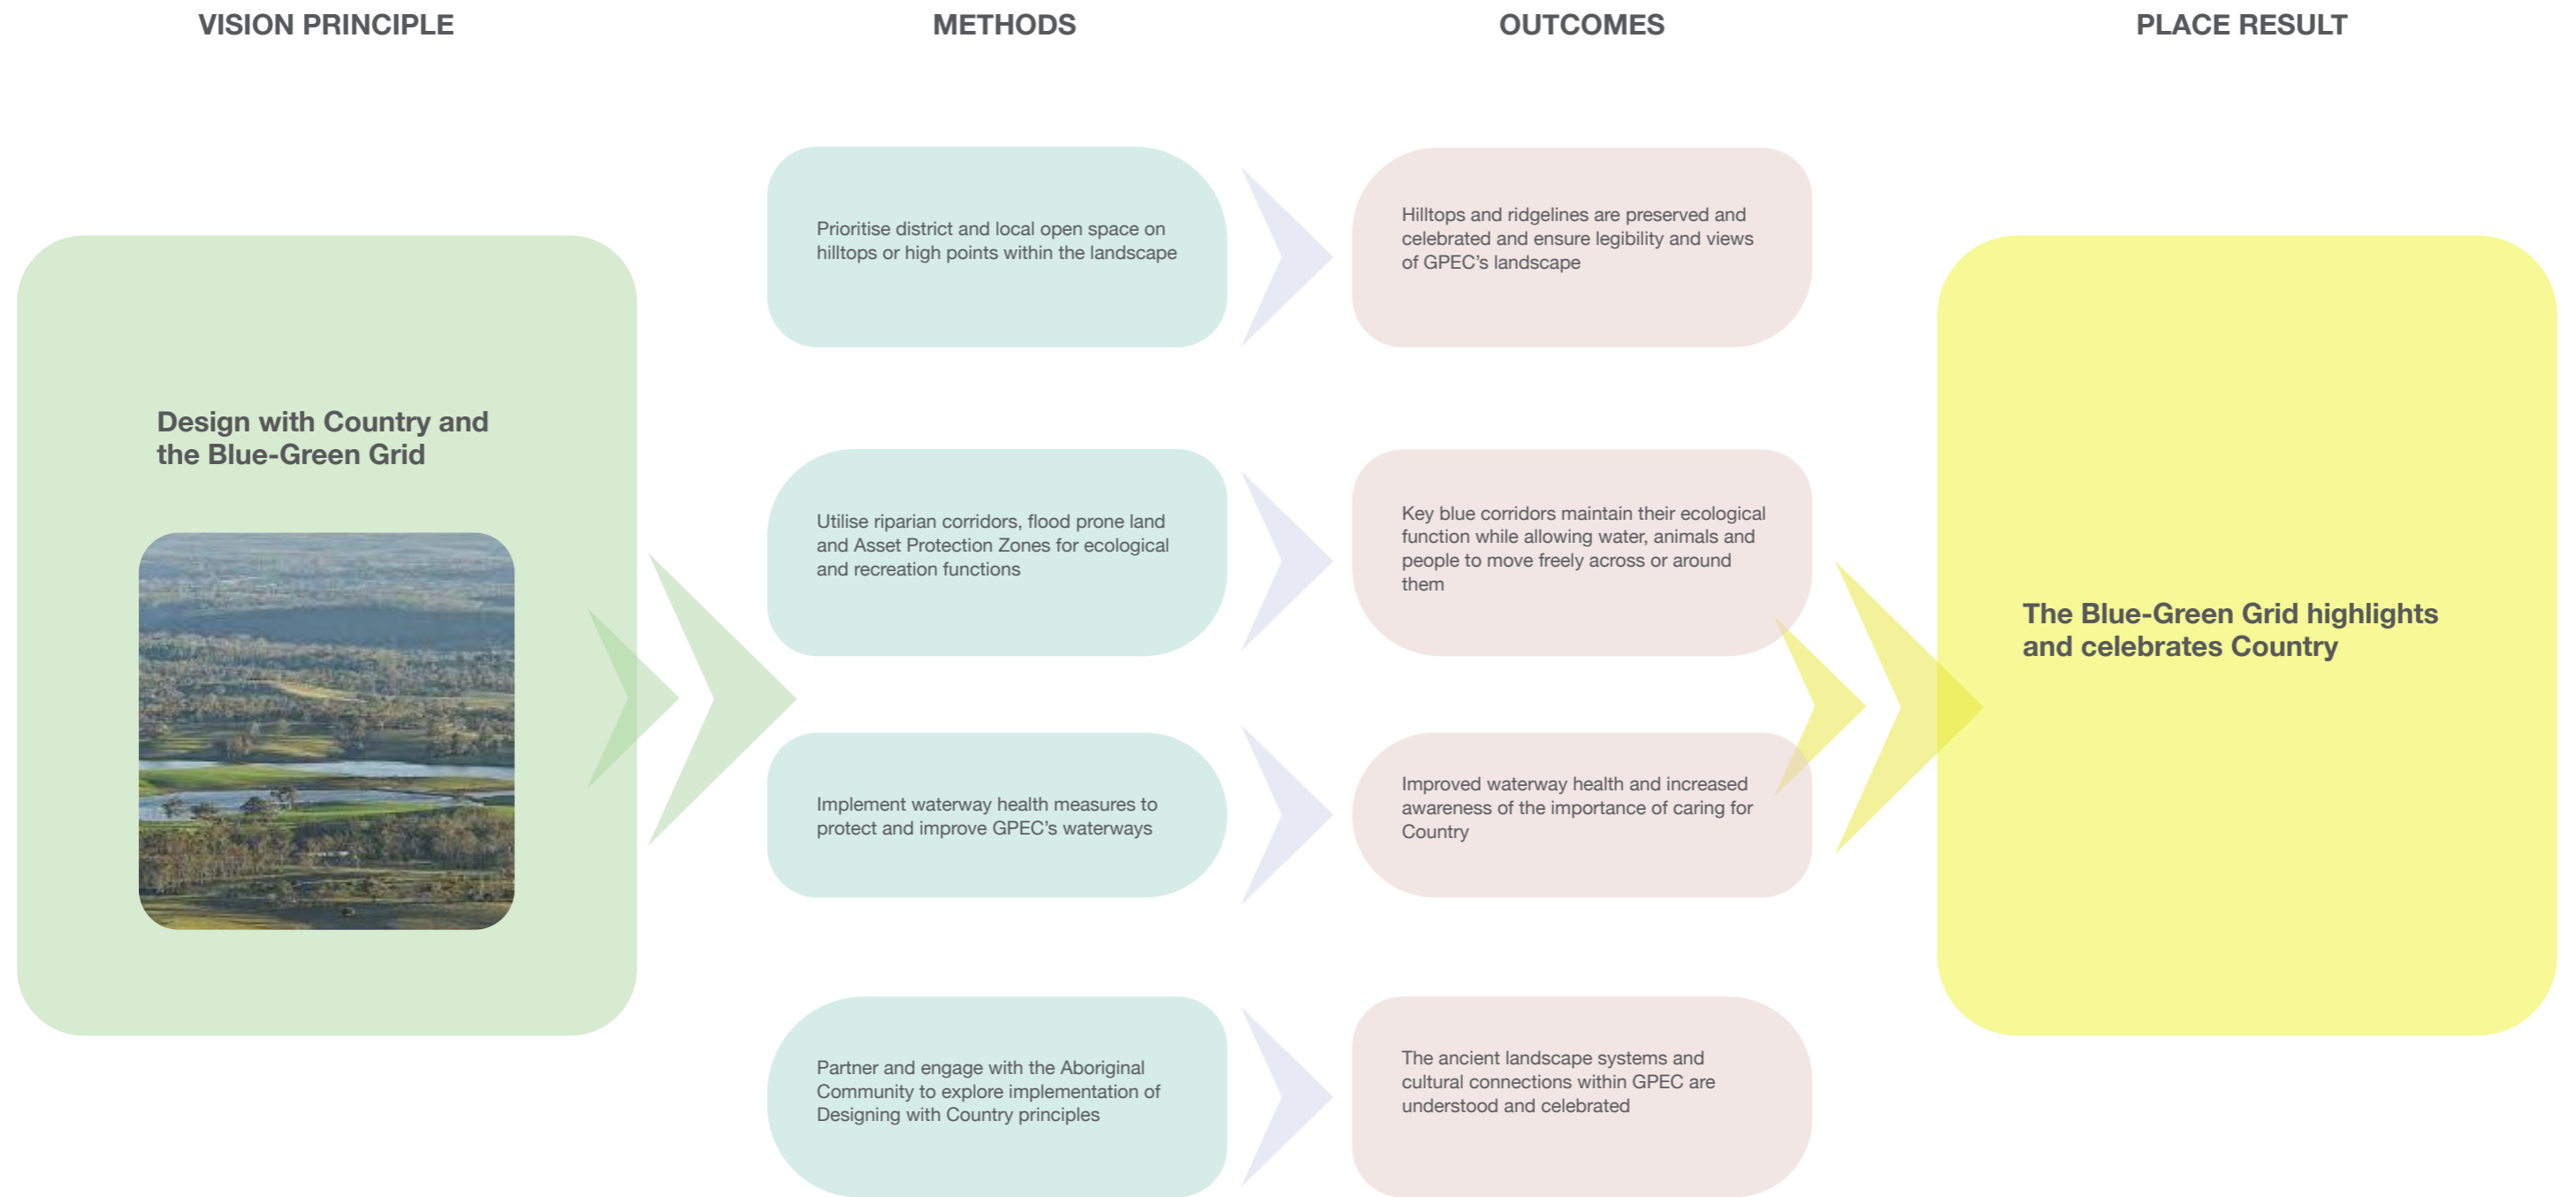 VISION PRINCIPLE
METHODS
OUTCOMES
PLACE RESULT
Design with Country and
the Blue-Green Grid
Prioritise district and local open space on
hilltops or high points within the landscape
Hilltops and ridgelines are preserved and
celebrated and ensure legibility and views
of GPEC's landscape
Utilise riparian corridors, flood prone land
and Asset Protection Zones for ecological
and recreation functions
Key blue corridors maintain their ecological
function while allowing water, animals and
people to move freely across or around
them
Implement waterway health measures to
protect and improve GPEC's waterways
Improved waterway health and increased
awareness of the importance of caring for
Country
Partner and engage with the Aboriginal
Community to explore implementation of
Designing with Country principles
The ancient landscape systems and
cultural connections within GPEC are
understood and celebrated
The Blue-Green Grid highlights
and celebrates Country